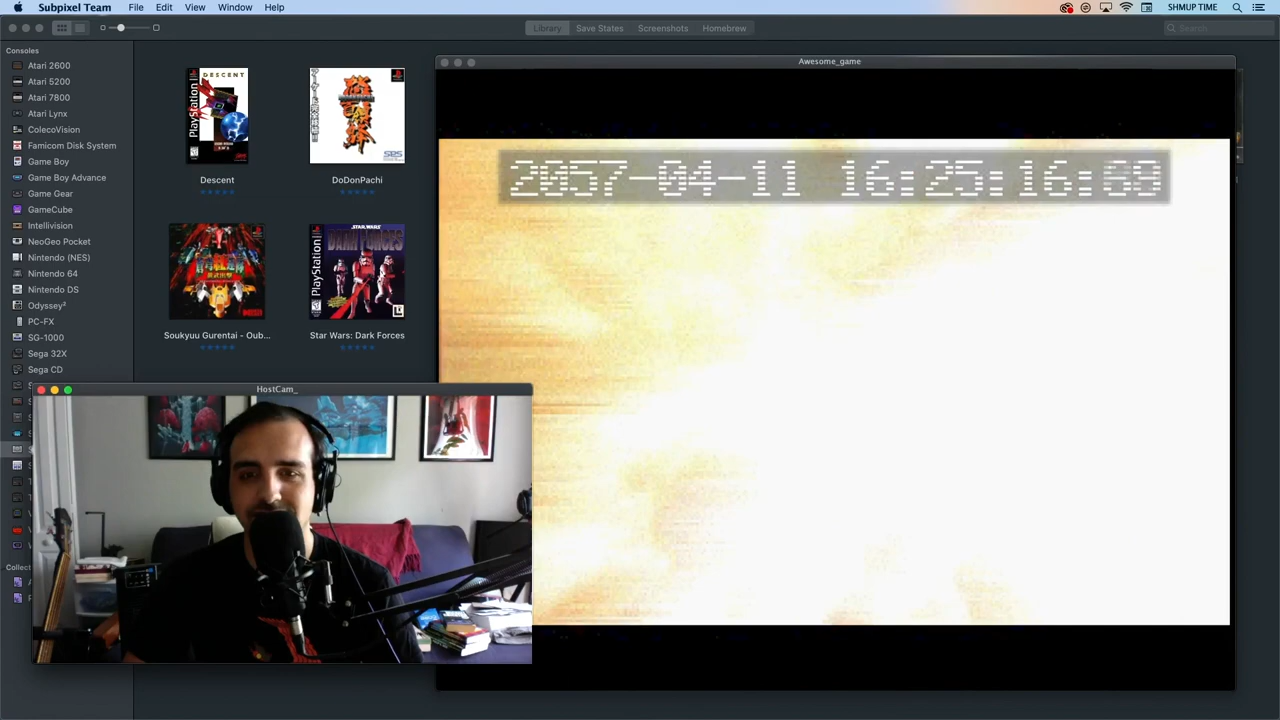 Subpixel Team File Edit View Window Help SHMUP TIME
Library Save States Screenshots Homebrew Search
Consoles
Atari 2600
Atari 5200
Atari 7800
Atari Lynx
ColecoVision
Famicom Disk System
Game Boy
Game Boy Advance
Game Gear
GameCube
Intellivision
NeoGeo Pocket
Nintendo (NES)
Nintendo 64
Nintendo DS
Odyssey²
PC-FX
SG-1000
Sega 32X
Sega CD
Collect
DESCENT
PlayStation
Descent
DoDonPachi
STAR WARS
DARK FORCES
PlayStation
Soukyuu Gurentai - Oub...
Star Wars: Dark Forces
Awesome_game
2057-04-11 16:25:16:
HostCam_